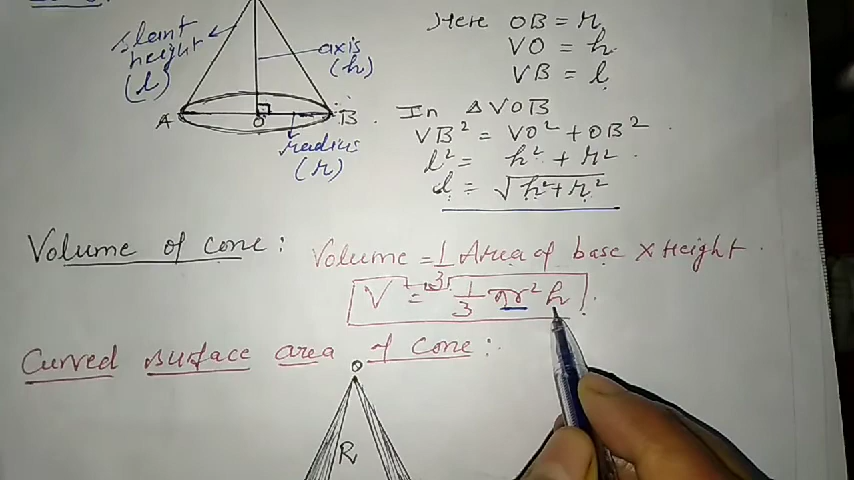 Here OB = r
VO = h
VB = l
slant height
(l)
axis
(h)
A
O
B
radius
(r)
In ΔVOB
VB² = VO² + OB²
l² = h² + r²
l = √h²+r²
Volume of cone:
Volume = 1/3 Area of base × Height.
V = 1/3 πr² h
Curved surface area of Cone:
O
R